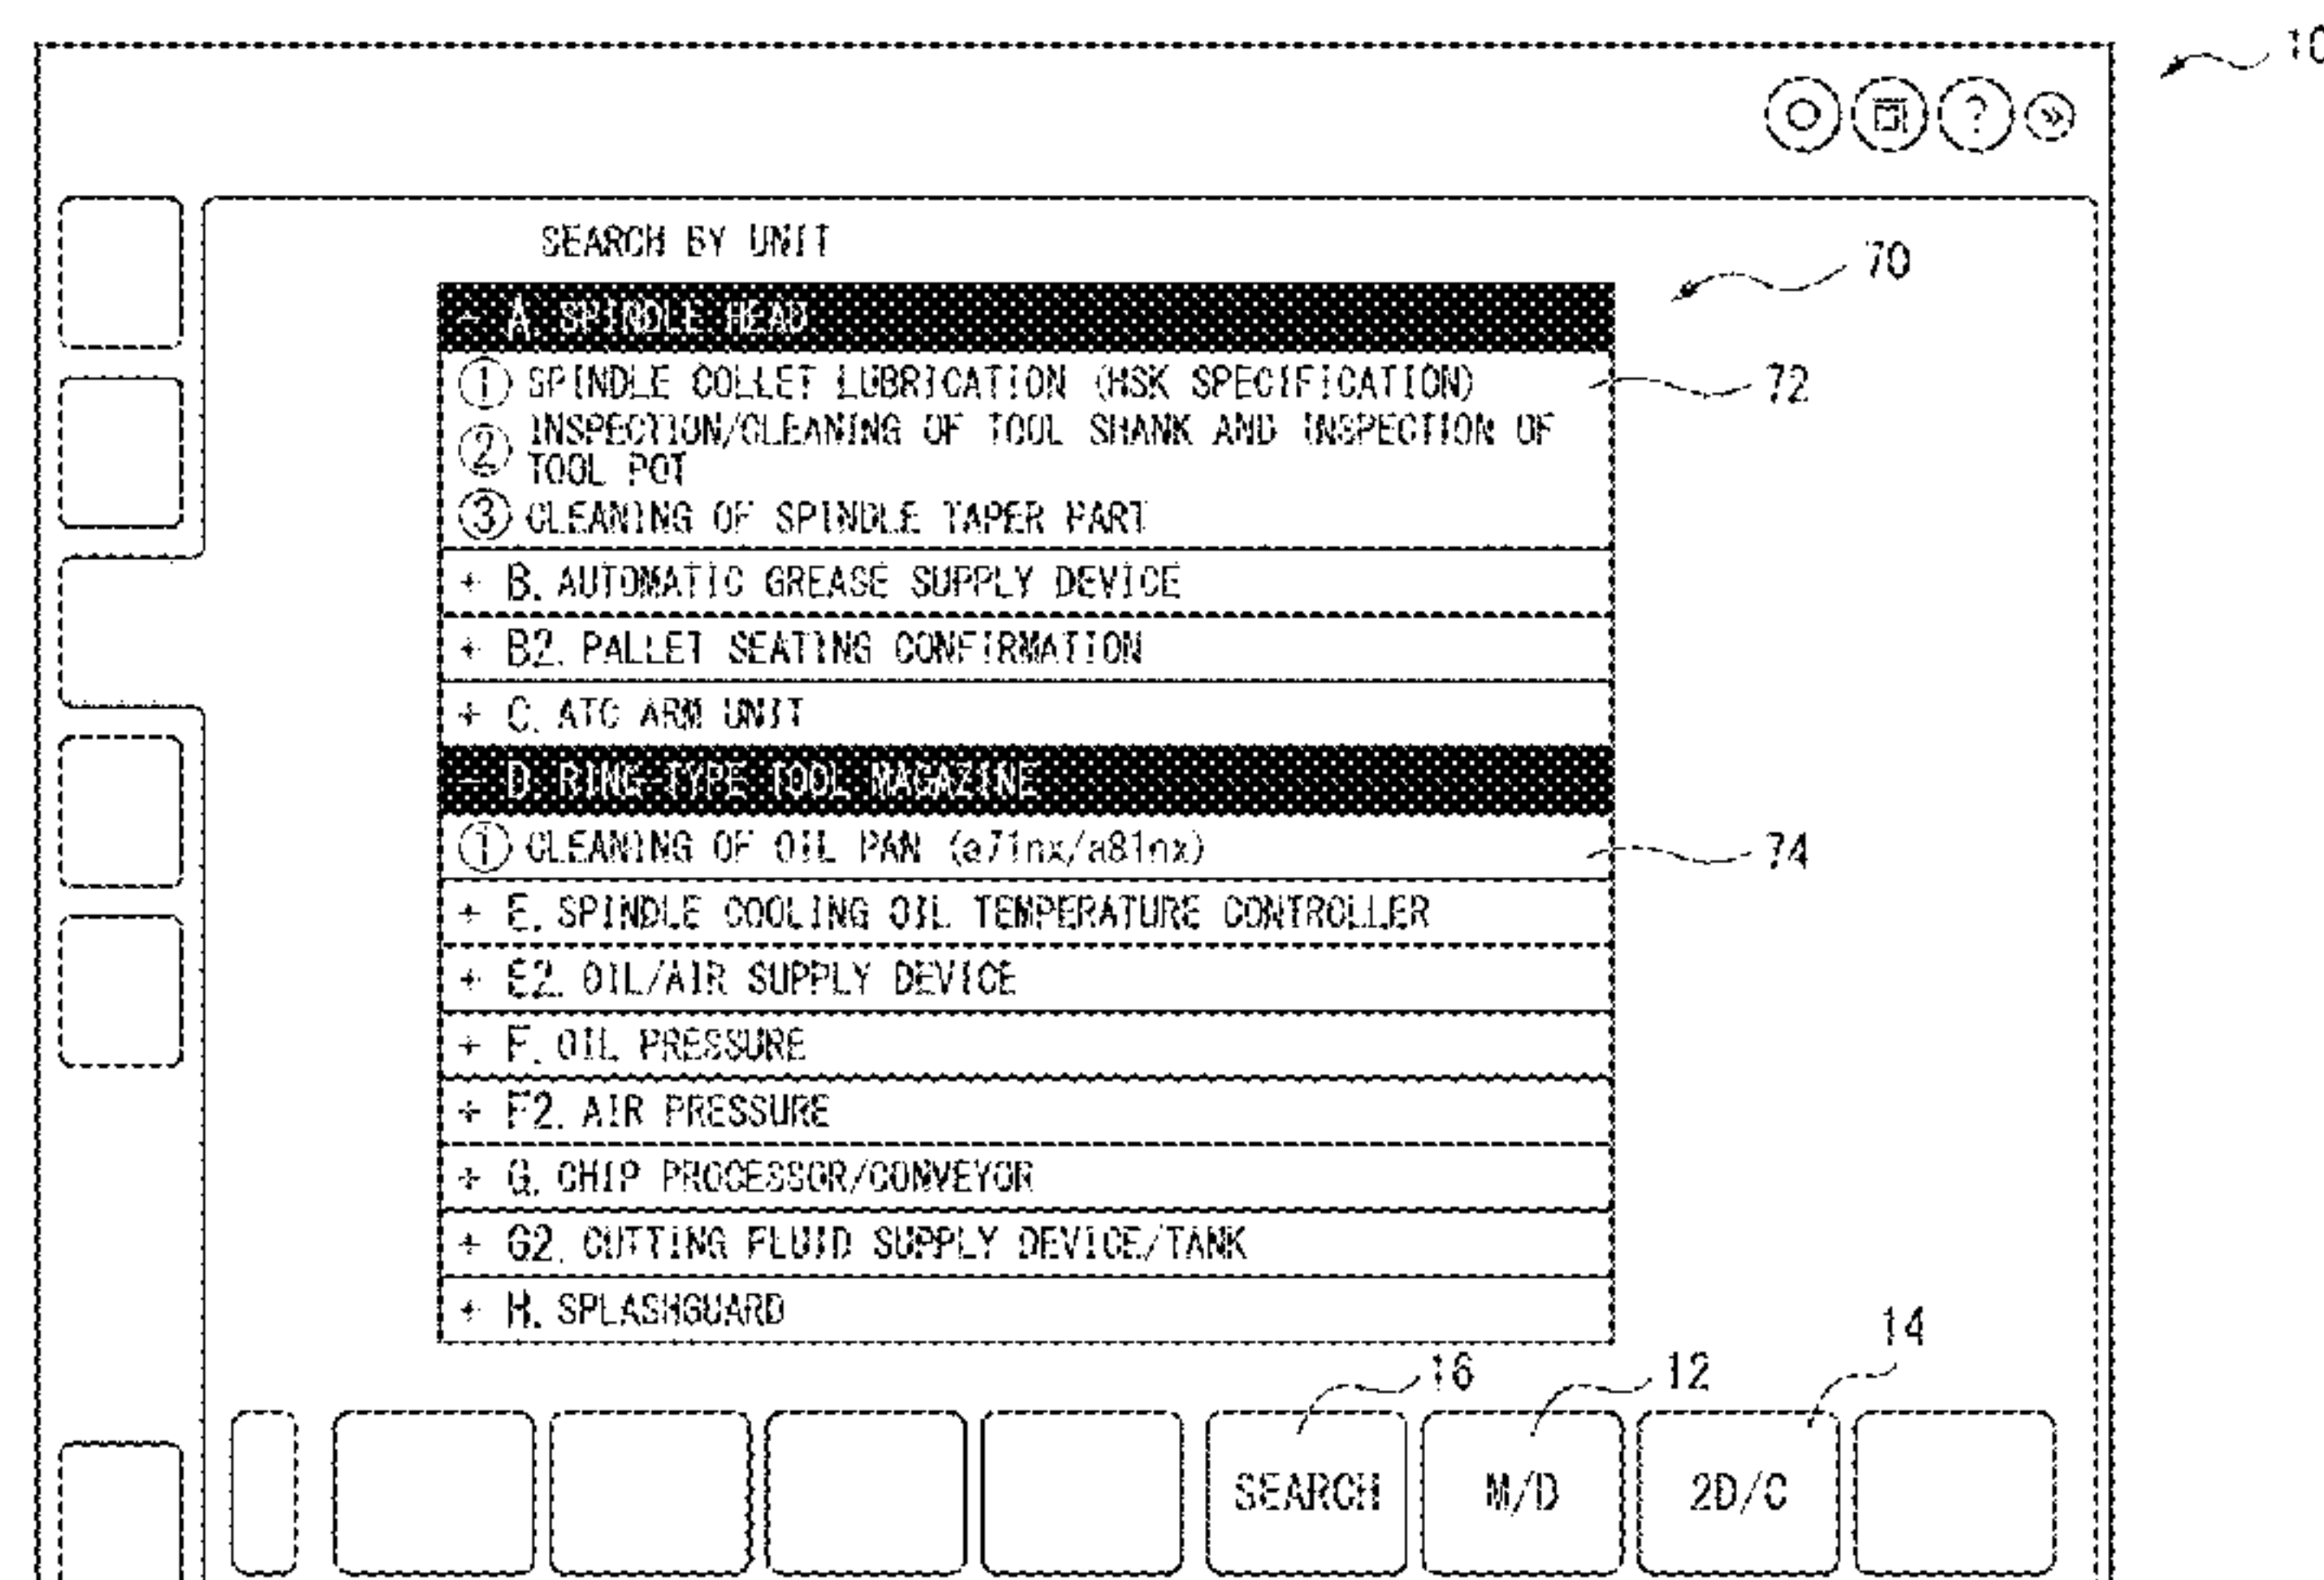 10
?
»
SEARCH BY UNIT
70
- A. SPINDLE HEAD
① SPINDLE COLLET LUBRICATION (HSK SPECIFICATION)
72
② INSPECTION/CLEANING OF TOOL SHANK AND INSPECTION OF
TOOL POT
③ CLEANING OF SPINDLE TAPER PART
+ B. AUTOMATIC GREASE SUPPLY DEVICE
+ B2. PALLET SEATING CONFIRMATION
+ C. ATC ARM UNIT
- D. RING-TYPE TOOL MAGAZINE
① CLEANING OF OIL PAN (a71nx/a81nx)
74
+ E. SPINDLE COOLING OIL TEMPERATURE CONTROLLER
+ E2. OIL/AIR SUPPLY DEVICE
+ F. OIL PRESSURE
+ F2. AIR PRESSURE
+ G. CHIP PROCESSOR/CONVEYOR
+ G2. CUTTING FLUID SUPPLY DEVICE/TANK
+ H. SPLASHGUARD
16
12
14
SEARCH
M/D
2D/C